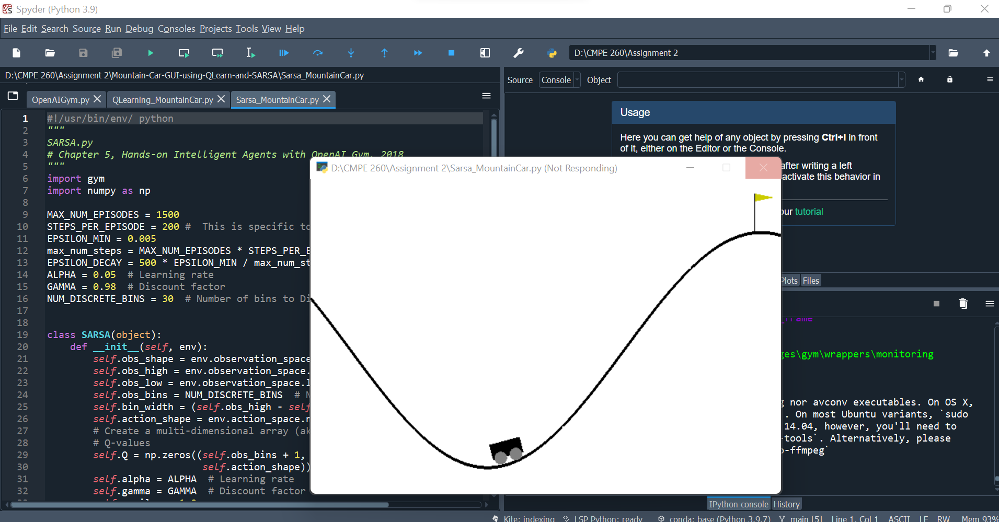 Spyder (Python 3.9)
File Edit Search Source Run Debug Consoles Projects Tools View Help
D:\CMPE 260\Assignment 2
D:\CMPE 260\Assignment 2\Mountain-Car-GUI-using-QLearn-and-SARSA\Sarsa_MountainCar.py
OpenAIGym.py QLearning_MountainCar.py Sarsa_MountainCar.py
1 #!/usr/bin/env/ python
2 """
3 SARSA.py
4 # Chapter 5, Hands-on Intelligent Agents with OpenAI Gym, 2018
5 """
6 import gym
7 import numpy as np
8
9 MAX_NUM_EPISODES = 1500
10 STEPS_PER_EPISODE = 200 # This is specific to
11 EPSILON_MIN = 0.005
12 max_num_steps = MAX_NUM_EPISODES * STEPS_PER_E
13 EPSILON_DECAY = 500 * EPSILON_MIN / max_num_st
14 ALPHA = 0.05 # Learning rate
15 GAMMA = 0.98 # Discount factor
16 NUM_DISCRETE_BINS = 30 # Number of bins to Di
17
18
19 class SARSA(object):
20 def __init__(self, env):
21 self.obs_shape = env.observation_space
22 self.obs_high = env.observation_space.
23 self.obs_low = env.observation_space.l
24 self.obs_bins = NUM_DISCRETE_BINS # N
25 self.bin_width = (self.obs_high - self
26 self.action_shape = env.action_space.n
27 # Create a multi-dimensional array (ak
28 # Q-values
29 self.Q = np.zeros((self.obs_bins + 1,
30 self.action_shape))
31 self.alpha = ALPHA # Learning rate
32 self.gamma = GAMMA # Discount factor
D:\CMPE 260\Assignment 2\Sarsa_MountainCar.py (Not Responding)
Source Console Object
Usage
Here you can get help of any object by pressing Ctrl+I in front
of it, either on the Editor or the Console.
after writing a left
activate this behavior in
our tutorial
Plots Files
_frame
ges\gym\wrappers\monitoring
g nor avconv executables. On OS X,
`. On most Ubuntu variants, `sudo
14.04, however, you'll need to
-tools`. Alternatively, please
o-ffmpeg`
IPython console History
Kite: indexing LSP Python: ready conda: base (Python 3.9.7) main [5] Line 1, Col 1 ASCII LF RW Mem 93%